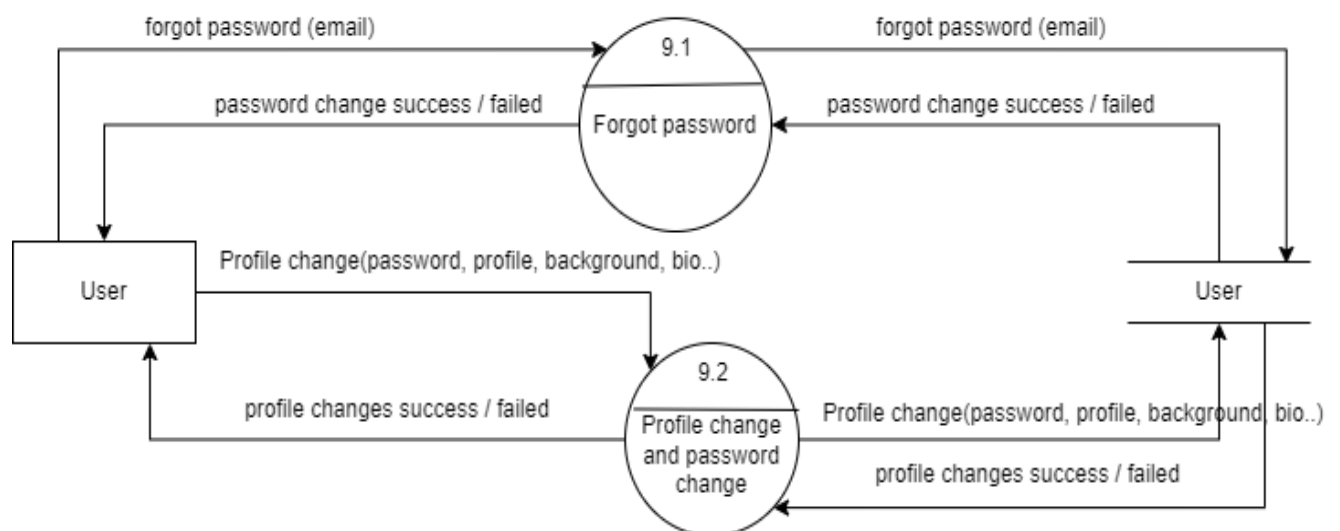 forgot password (email)
9.1
forgot password (email)
password change success / failed
Forgot password
password change success / failed
User
Profile change(password, profile, background, bio..)
User
9.2
profile changes success / failed
Profile change
and password
change
Profile change(password, profile, background, bio..)
profile changes success / failed